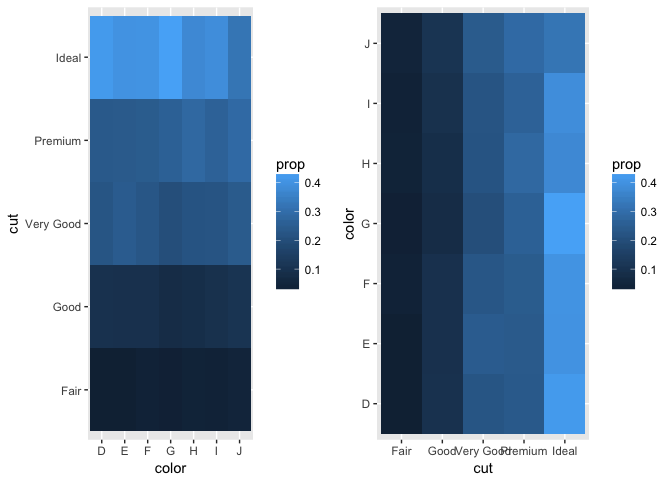 Ideal
Premium
Very Good
Good
Fair
cut
D E F G H I J
color
prop
0.4
0.3
0.2
0.1
J
I
H
G
F
E
D
color
Fair Good Very Good Premium Ideal
cut
prop
0.4
0.3
0.2
0.1